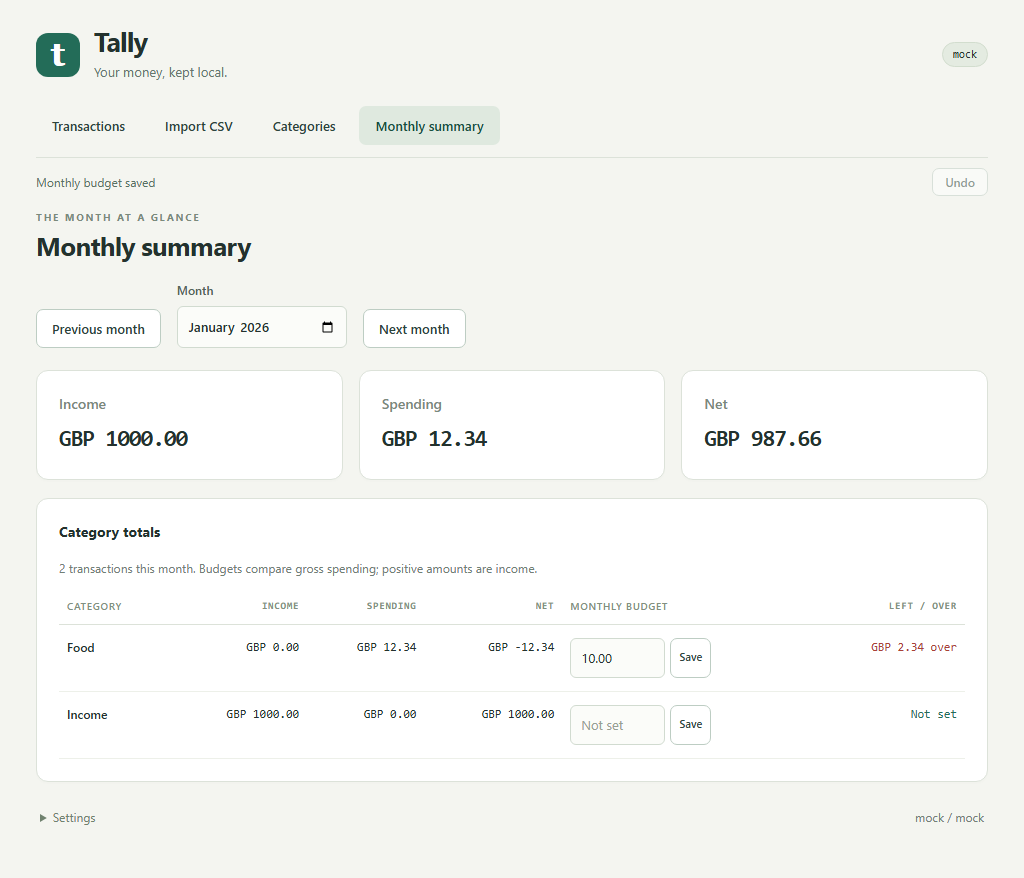 t
Tally
Your money, kept local.
mock
Transactions
Import CSV
Categories
Monthly summary
Monthly budget saved
Undo
THE MONTH AT A GLANCE
Monthly summary
Month
Previous month
January 2026
Next month
Income
GBP 1000.00
Spending
GBP 12.34
Net
GBP 987.66
Category totals
2 transactions this month. Budgets compare gross spending; positive amounts are income.
CATEGORY INCOME SPENDING NET MONTHLY BUDGET LEFT / OVER
Food GBP 0.00 GBP 12.34 GBP -12.34 10.00 Save GBP 2.34 over
Income GBP 1000.00 GBP 0.00 GBP 1000.00 Not set Save Not set
Settings
mock / mock